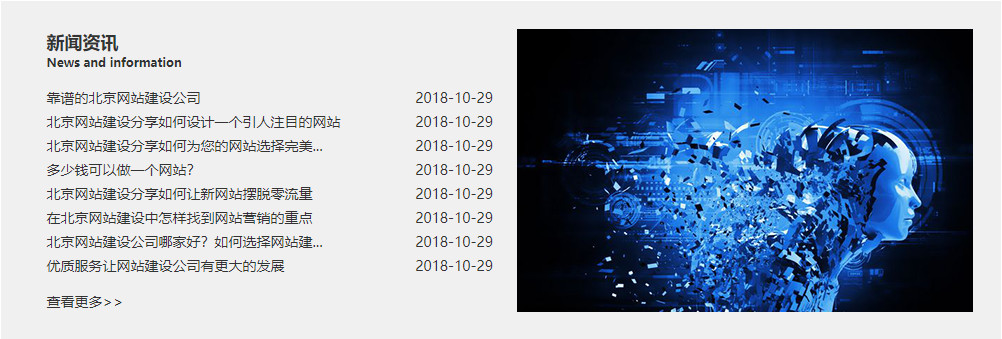 新闻资讯
News and information
靠谱的北京网站建设公司 2018-10-29
北京网站建设分享如何设计一个引人注目的网站 2018-10-29
北京网站建设分享如何为您的网站选择完美... 2018-10-29
多少钱可以做一个网站? 2018-10-29
北京网站建设分享如何让新网站摆脱零流量 2018-10-29
在北京网站建设中怎样找到网站营销的重点 2018-10-29
北京网站建设公司哪家好？如何选择网站建... 2018-10-29
优质服务让网站建设公司有更大的发展 2018-10-29
查看更多>>